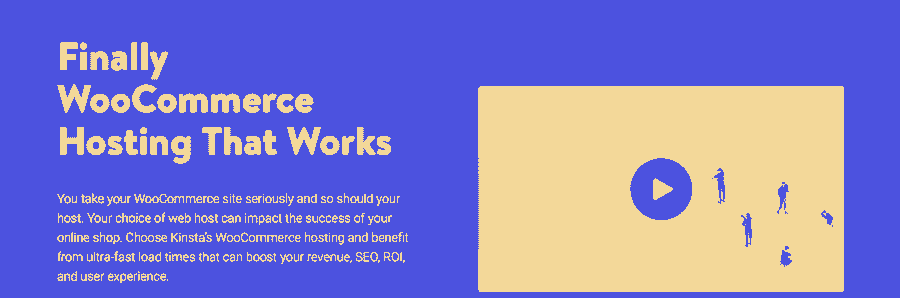 Finally
WooCommerce
Hosting That Works
You take your WooCommerce site seriously and so should your
host. Your choice of web host can impact the success of your
online shop. Choose Kinsta's WooCommerce hosting and benefit
from ultra-fast load times that can boost your revenue, SEO, ROI,
and user experience.